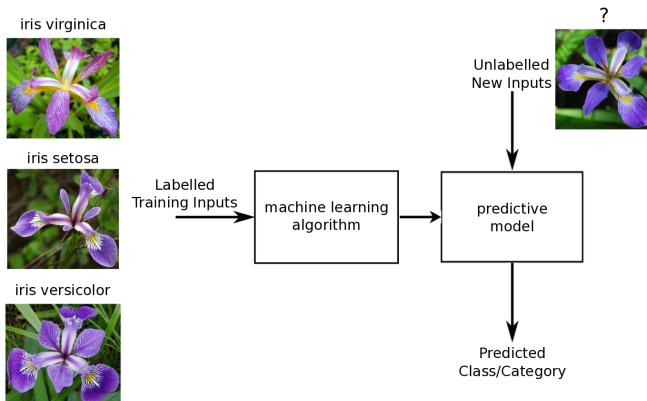 iris virginica
iris setosa
iris versicolor
Labelled
Training Inputs
machine learning
algorithm
?
Unlabelled
New Inputs
predictive
model
Predicted
Class/Category